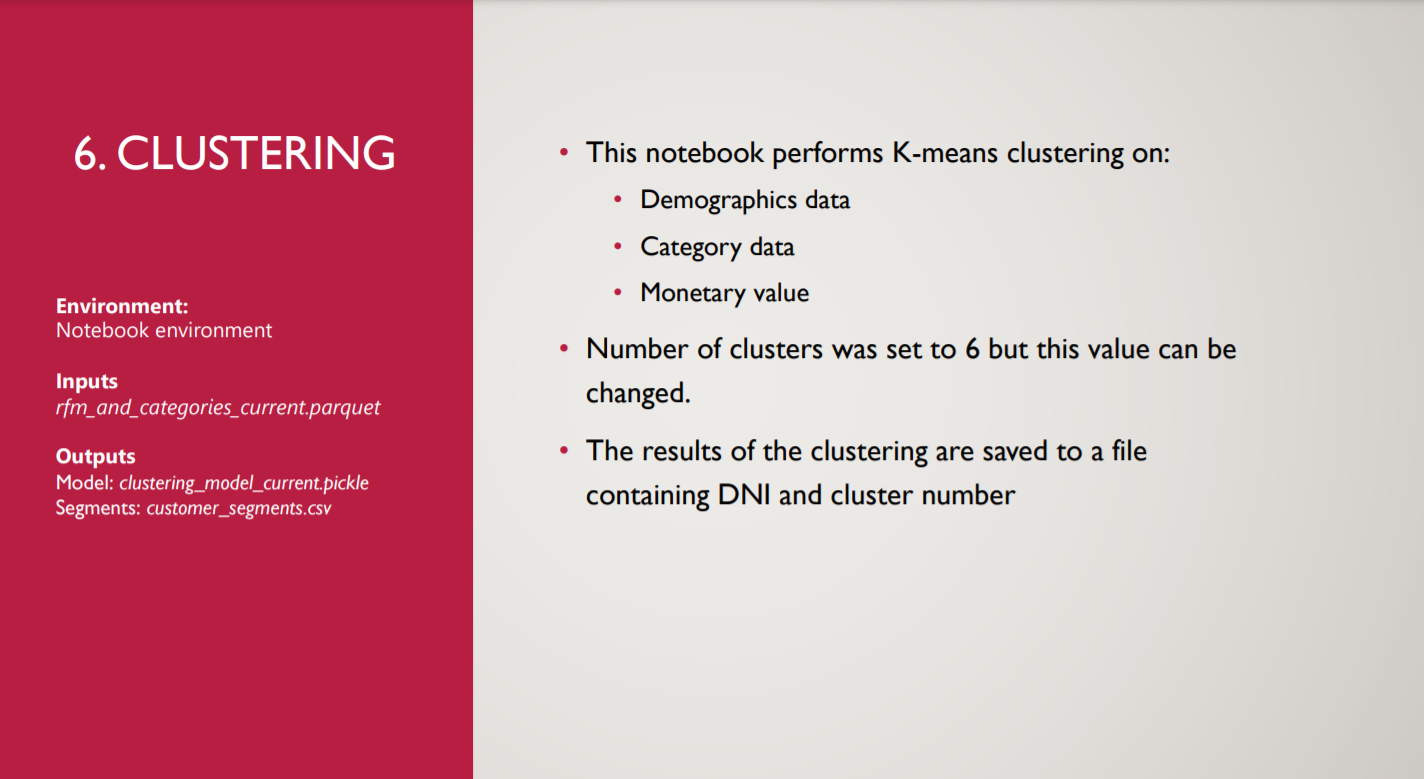 6. CLUSTERING
Environment:
Notebook environment
Inputs
rfm_and_categories_current.parquet
Outputs
Model: clustering_model_current.pickle
Segments: customer_segments.csv
• This notebook performs K-means clustering on:
• Demographics data
• Category data
• Monetary value
• Number of clusters was set to 6 but this value can be
changed.
• The results of the clustering are saved to a file
containing DNI and cluster number